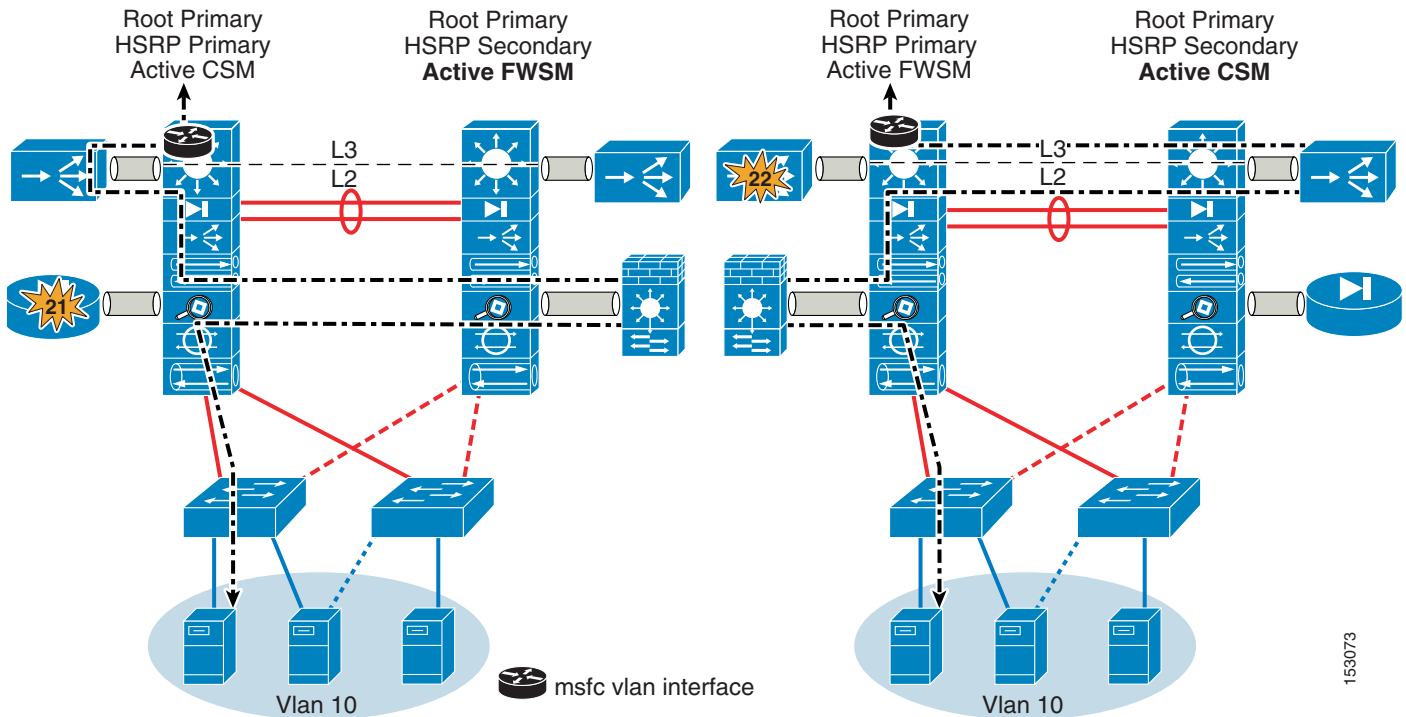 Root Primary
HSRP Primary
Active CSM
Root Primary
HSRP Secondary
Active FWSM
Root Primary
HSRP Primary
Active FWSM
Root Primary
HSRP Secondary
Active CSM
L3
L2
L3
L2
22
21
Vlan 10
msfc vlan interface
Vlan 10
153073